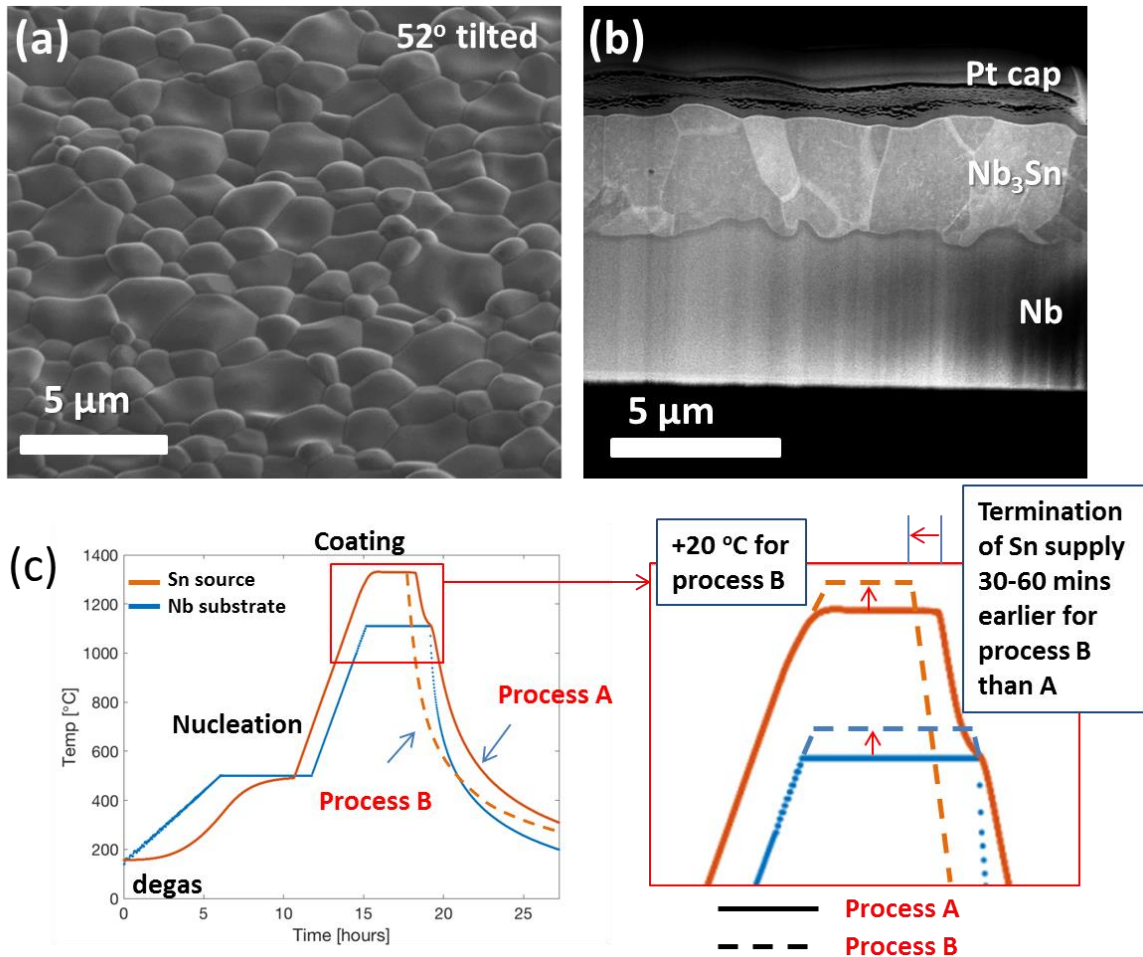 (a)
52° tilted
5 µm
(b)
Pt cap
Nb₃Sn
Nb
5 µm
(c)
Coating
Sn source
Nb substrate
Nucleation
Process A
Process B
degas
Temp [°C]
1400
1200
1000
800
600
400
200
0
0
5
10
15
20
25
Time [hours]
+20 °C for
process B
Termination
of Sn supply
30-60 mins
earlier for
process B
than A
Process A
Process B